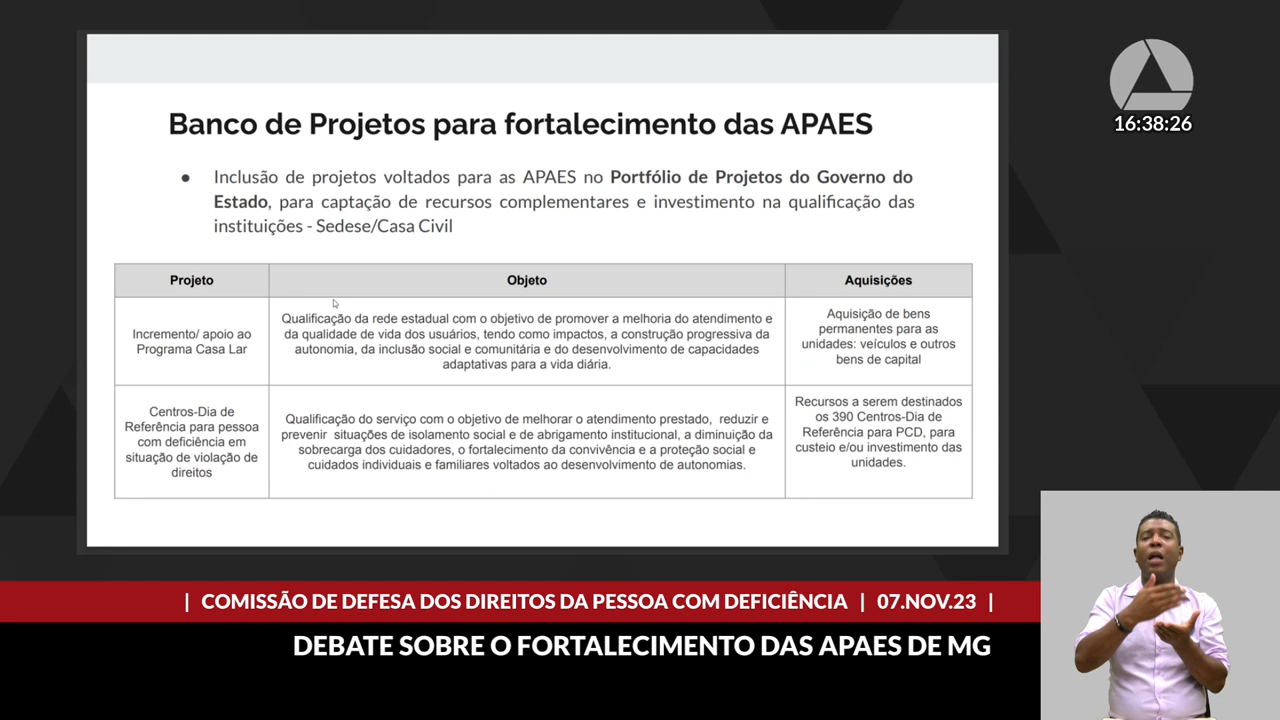 Banco de Projetos para fortalecimento das APAES
● Inclusão de projetos voltados para as APAES no Portfólio de Projetos do Governo do
Estado, para captação de recursos complementares e investimento na qualificação das
instituições - Sedese/Casa Civil
Projeto
Objeto
Aquisições
Incremento/ apoio ao
Programa Casa Lar
Qualificação da rede estadual com o objetivo de promover a melhoria do atendimento e
da qualidade de vida dos usuários, tendo como impactos, a construção progressiva da
autonomia, da inclusão social e comunitária e do desenvolvimento de capacidades
adaptativas para a vida diária.
Aquisição de bens
permanentes para as
unidades: veículos e outros
bens de capital
Centros-Dia de
Referência para pessoa
com deficiência em
situação de violação de
direitos
Qualificação do serviço com o objetivo de melhorar o atendimento prestado, reduzir e
prevenir situações de isolamento social e de abrigamento institucional, a diminuição da
sobrecarga dos cuidadores, o fortalecimento da convivência e a proteção social e
cuidados individuais e familiares voltados ao desenvolvimento de autonomias.
Recursos a serem destinados
os 390 Centros-Dia de
Referência para PCD, para
custeio e/ou investimento das
unidades.
16:38:26
| COMISSÃO DE DEFESA DOS DIREITOS DA PESSOA COM DEFICIÊNCIA | 07.NOV.23 |
DEBATE SOBRE O FORTALECIMENTO DAS APAES DE MG